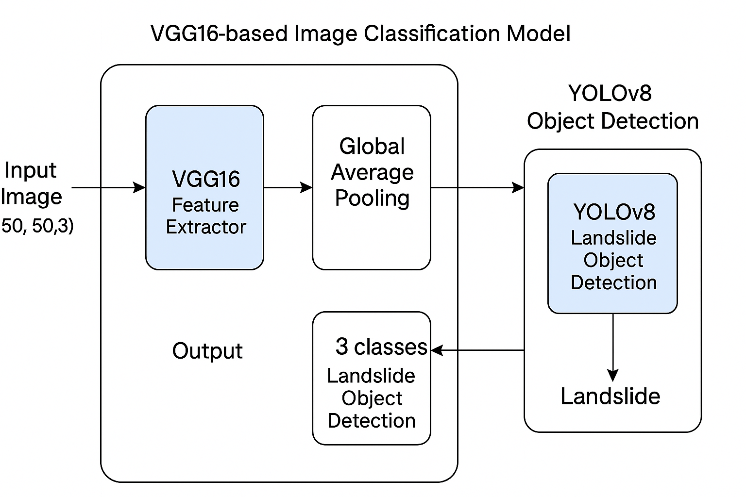 VGG16-based Image Classification Model
YOLOv8
Object Detection
Input
Image
50, 50,3)
VGG16
Feature
Extractor
Global
Average
Pooling
YOLOv8
Landslide
Object
Detection
Landslide
Output
3 classes
Landslide
Object
Detection